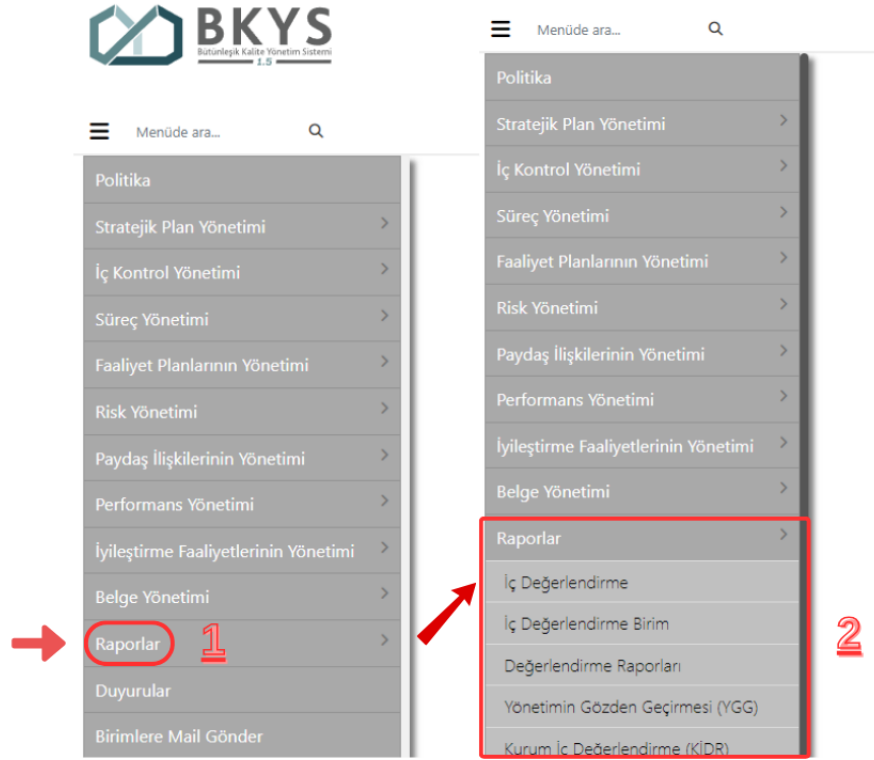 BKYS
Bütünleşik Kalite Yönetim Sistemi
1.5
Menüde ara...
Politika
Stratejik Plan Yönetimi
İç Kontrol Yönetimi
Süreç Yönetimi
Faaliyet Planlarının Yönetimi
Risk Yönetimi
Paydaş İlişkilerinin Yönetimi
Performans Yönetimi
İyileştirme Faaliyetlerinin Yönetimi
Belge Yönetimi
Raporlar
1
Duyurular
Birimlere Mail Gönder
Menüde ara...
Politika
Stratejik Plan Yönetimi
İç Kontrol Yönetimi
Süreç Yönetimi
Faaliyet Planlarının Yönetimi
Risk Yönetimi
Paydaş İlişkilerinin Yönetimi
Performans Yönetimi
İyileştirme Faaliyetlerinin Yönetimi
Belge Yönetimi
Raporlar
İç Değerlendirme
İç Değerlendirme Birim
Değerlendirme Raporları
Yönetimin Gözden Geçirmesi (YGG)
Kurum İç Değerlendirme (KİDR)
2